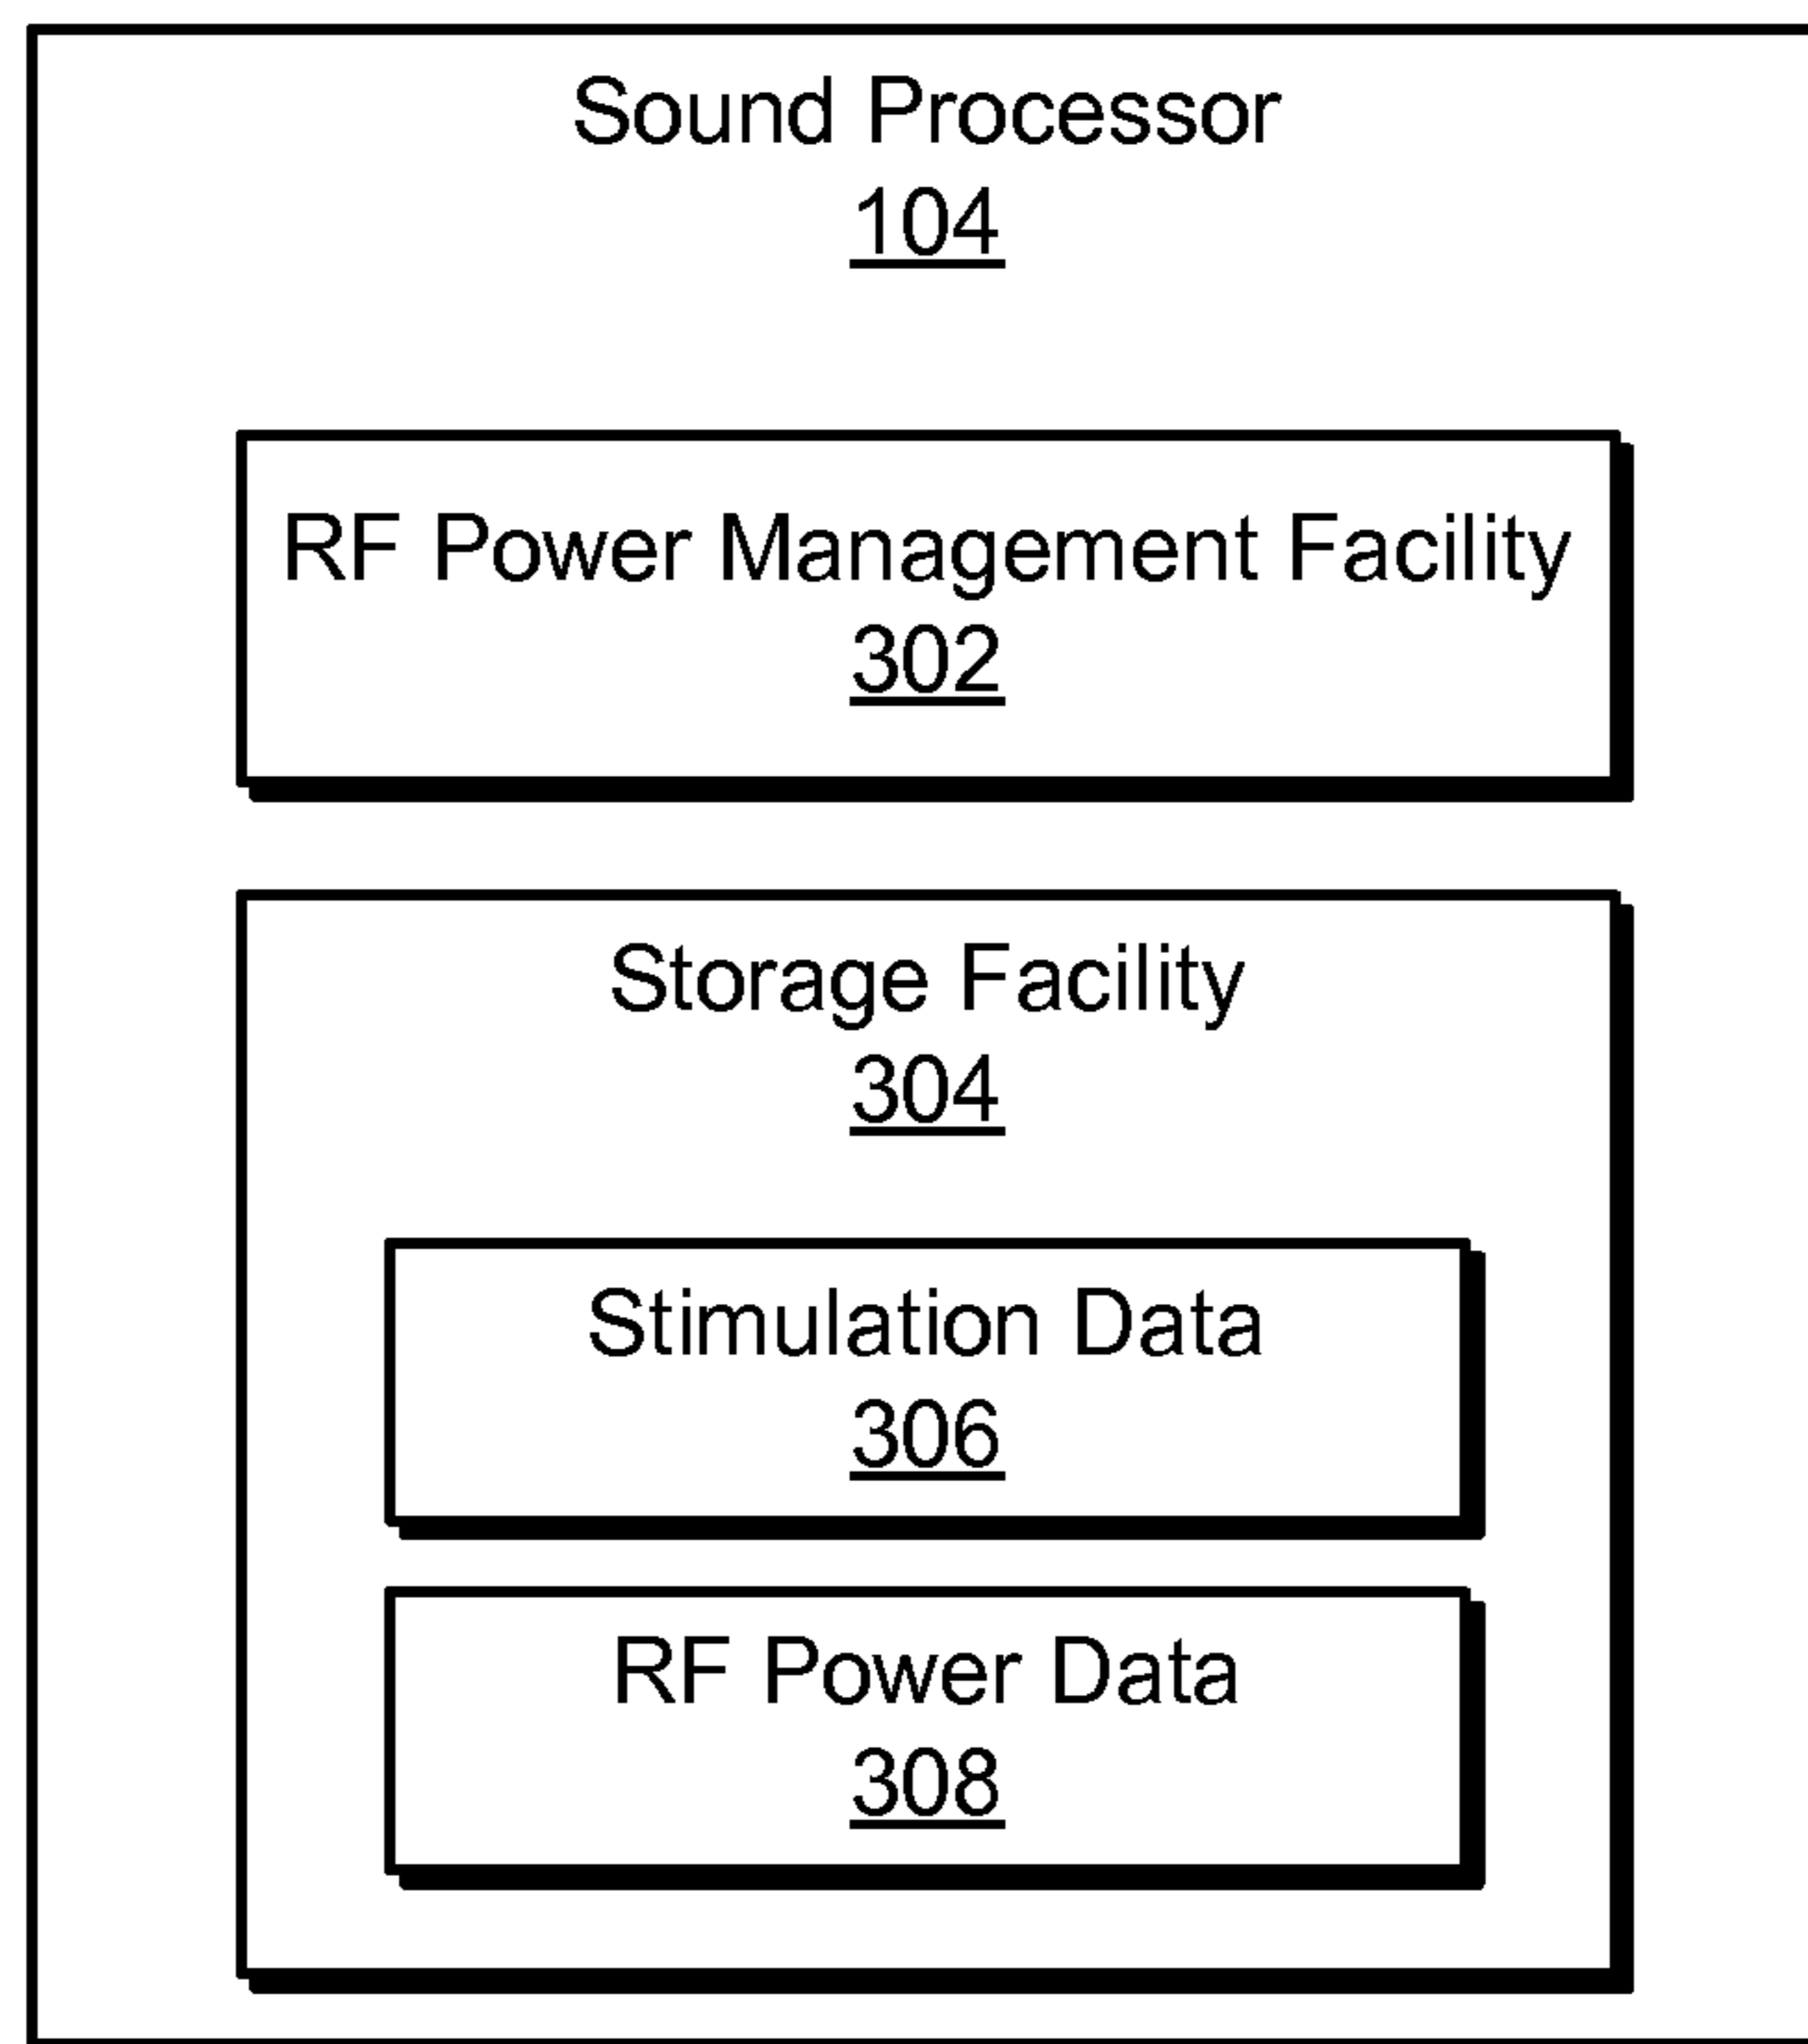 Sound Processor
104
RF Power Management Facility
302
Storage Facility
304
Stimulation Data
306
RF Power Data
308